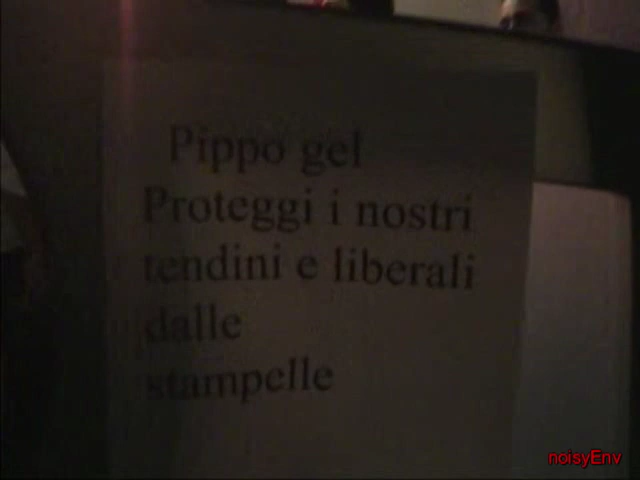 Pippo gel
Proteggi i nostri
tendini e liberali
dalle
stampelle
noisyEnv